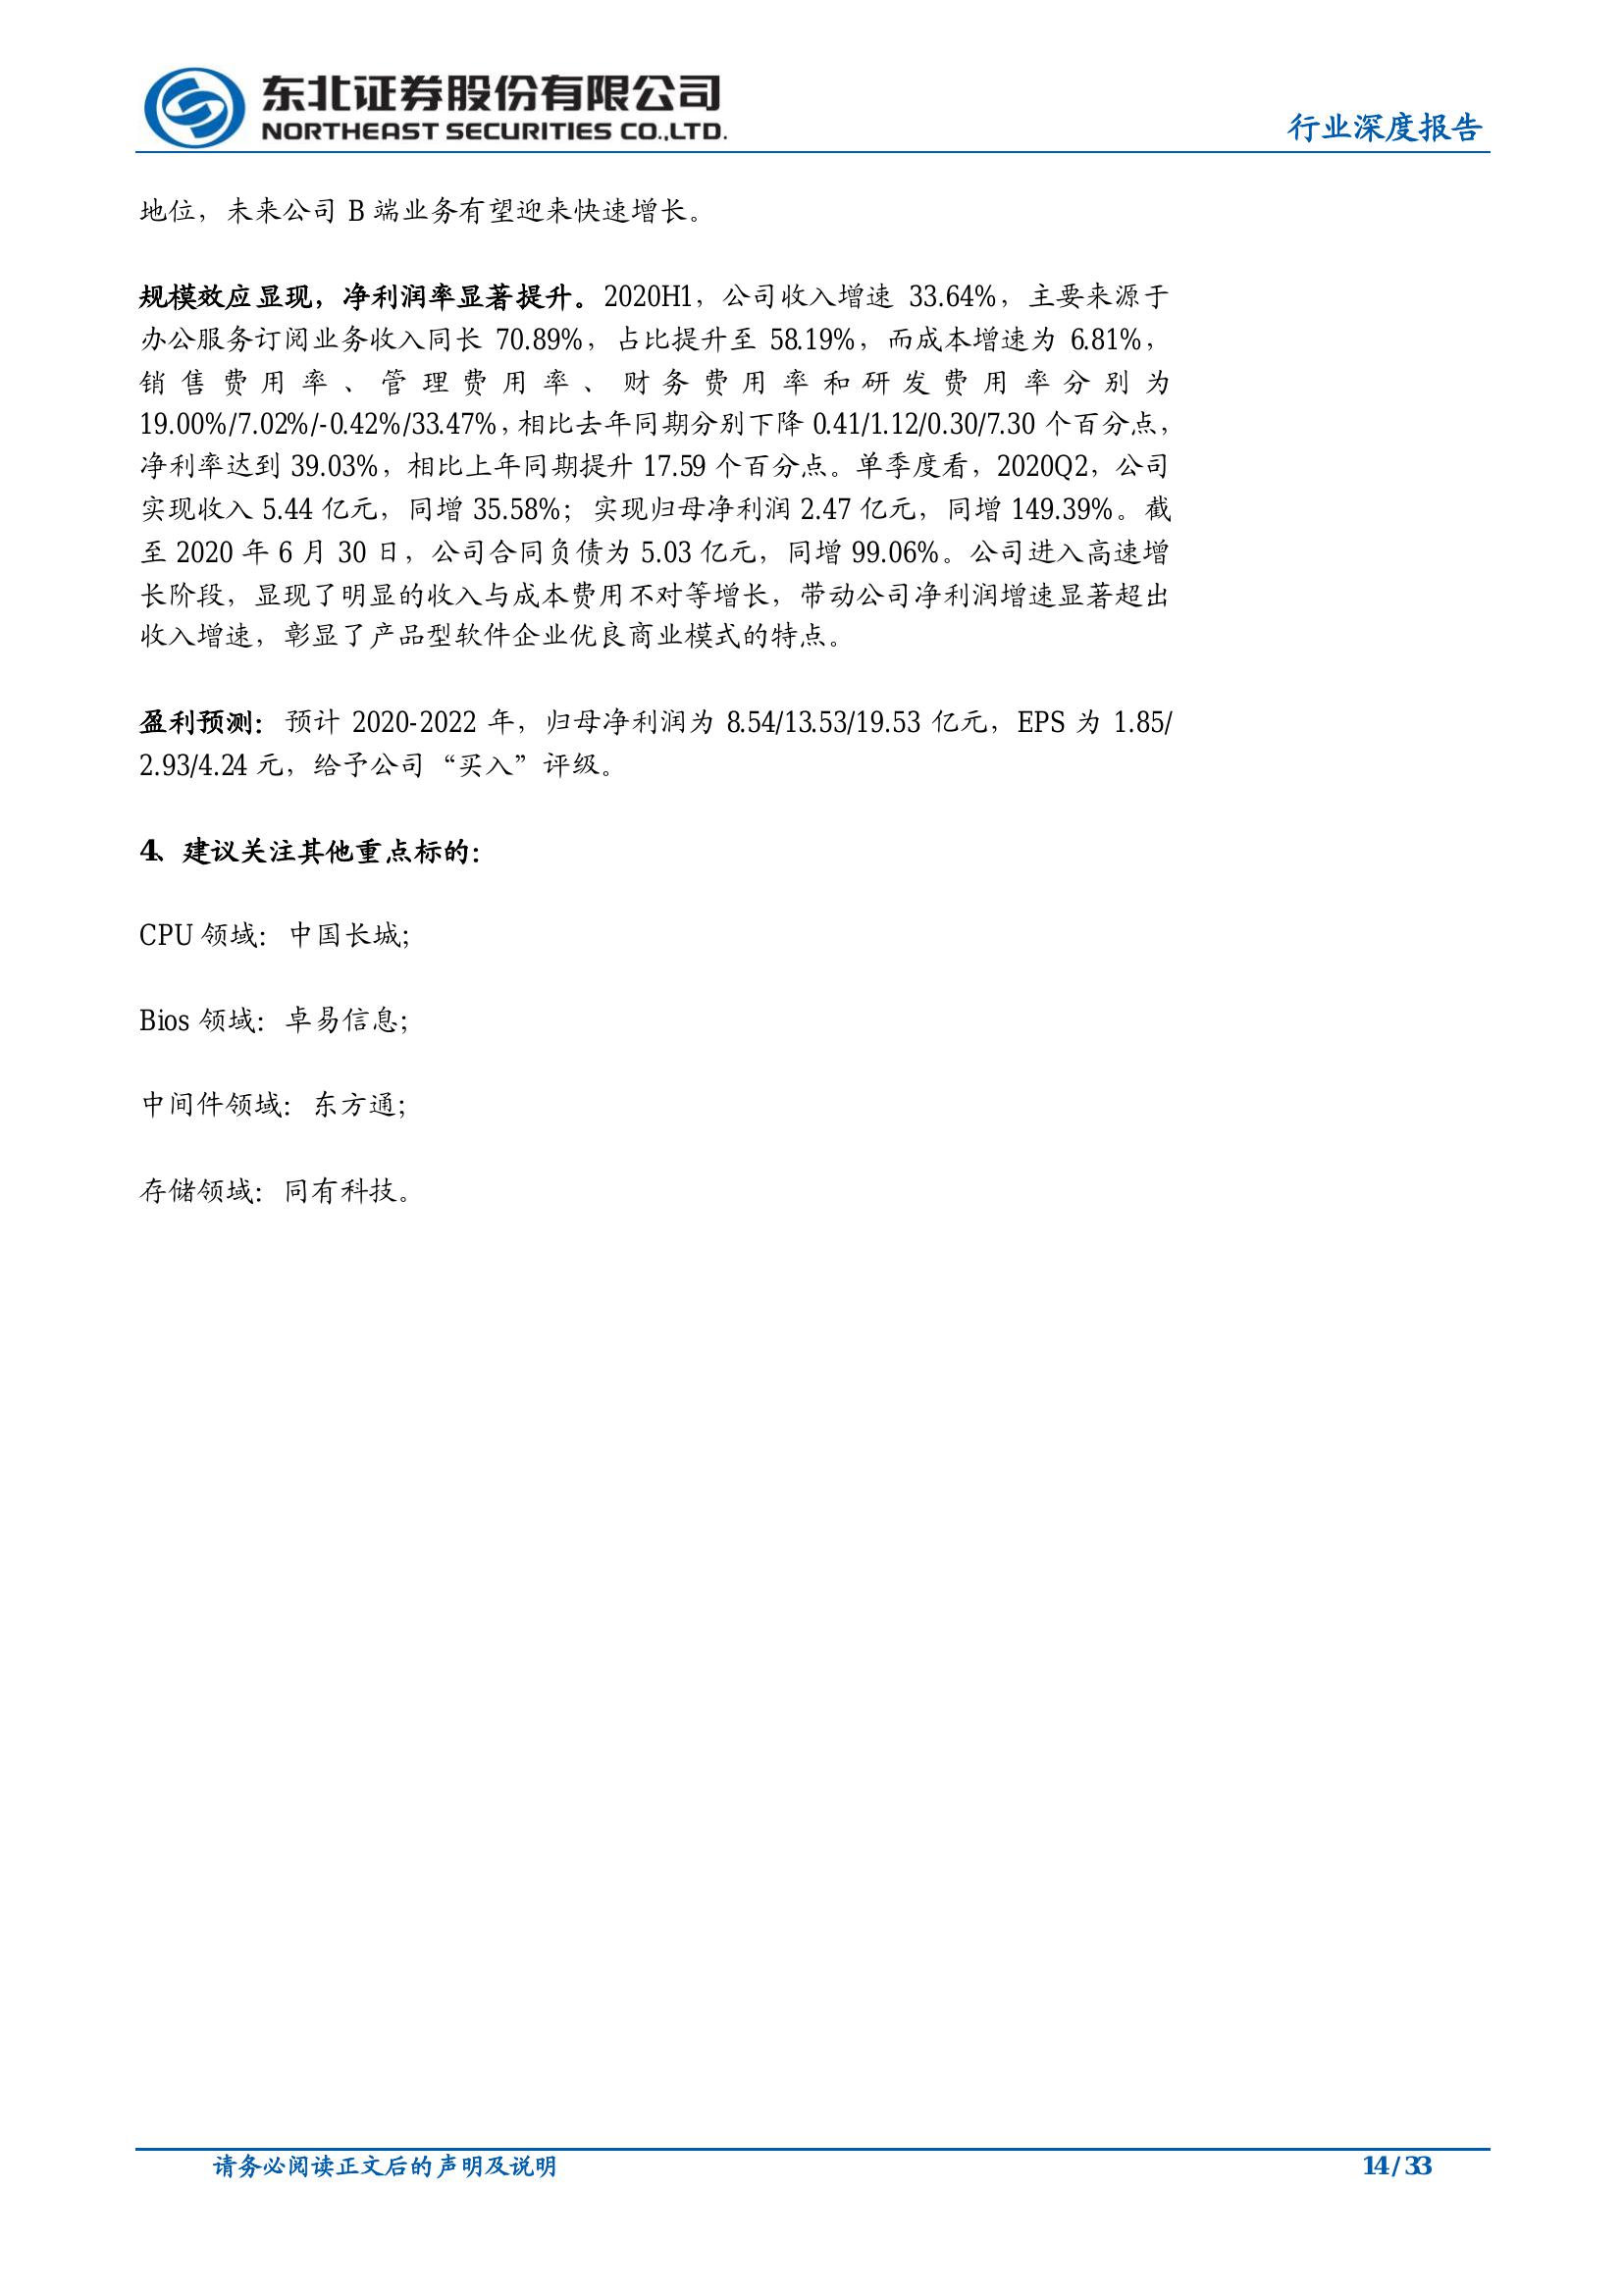 东北证券股份有限公司
NORTHEAST SECURITIES CO.,LTD.
行业深度报告
地位，未来公司 B 端业务有望迎来快速增长。
规模效应显现，净利润率显著提升。2020H1，公司收入增速 33.64%，主要来源于
办公服务订阅业务收入同长 70.89%，占比提升至 58.19%，而成本增速为 6.81%，
销售费用率、管理费用率、财务费用率和研发费用率分别为
19.00%/7.02%/-0.42%/33.47%，相比去年同期分别下降 0.41/1.12/0.30/7.30 个百分点，
净利率达到 39.03%，相比上年同期提升 17.59 个百分点。单季度看，2020Q2，公司
实现收入 5.44 亿元，同增 35.58%；实现归母净利润 2.47 亿元，同增 149.39%。截
至 2020 年 6 月 30 日，公司合同负债为 5.03 亿元，同增 99.06%。公司进入高速增
长阶段，显现了明显的收入与成本费用不对等增长，带动公司净利润增速显著超出
收入增速，彰显了产品型软件企业优良商业模式的特点。
盈利预测：预计 2020-2022 年，归母净利润为 8.54/13.53/19.53 亿元，EPS 为 1.85/
2.93/4.24 元，给予公司“买入”评级。
4、建议关注其他重点标的：
CPU 领域：中国长城；
Bios 领域：卓易信息；
中间件领域：东方通；
存储领域：同有科技。
请务必阅读正文后的声明及说明
14 / 33